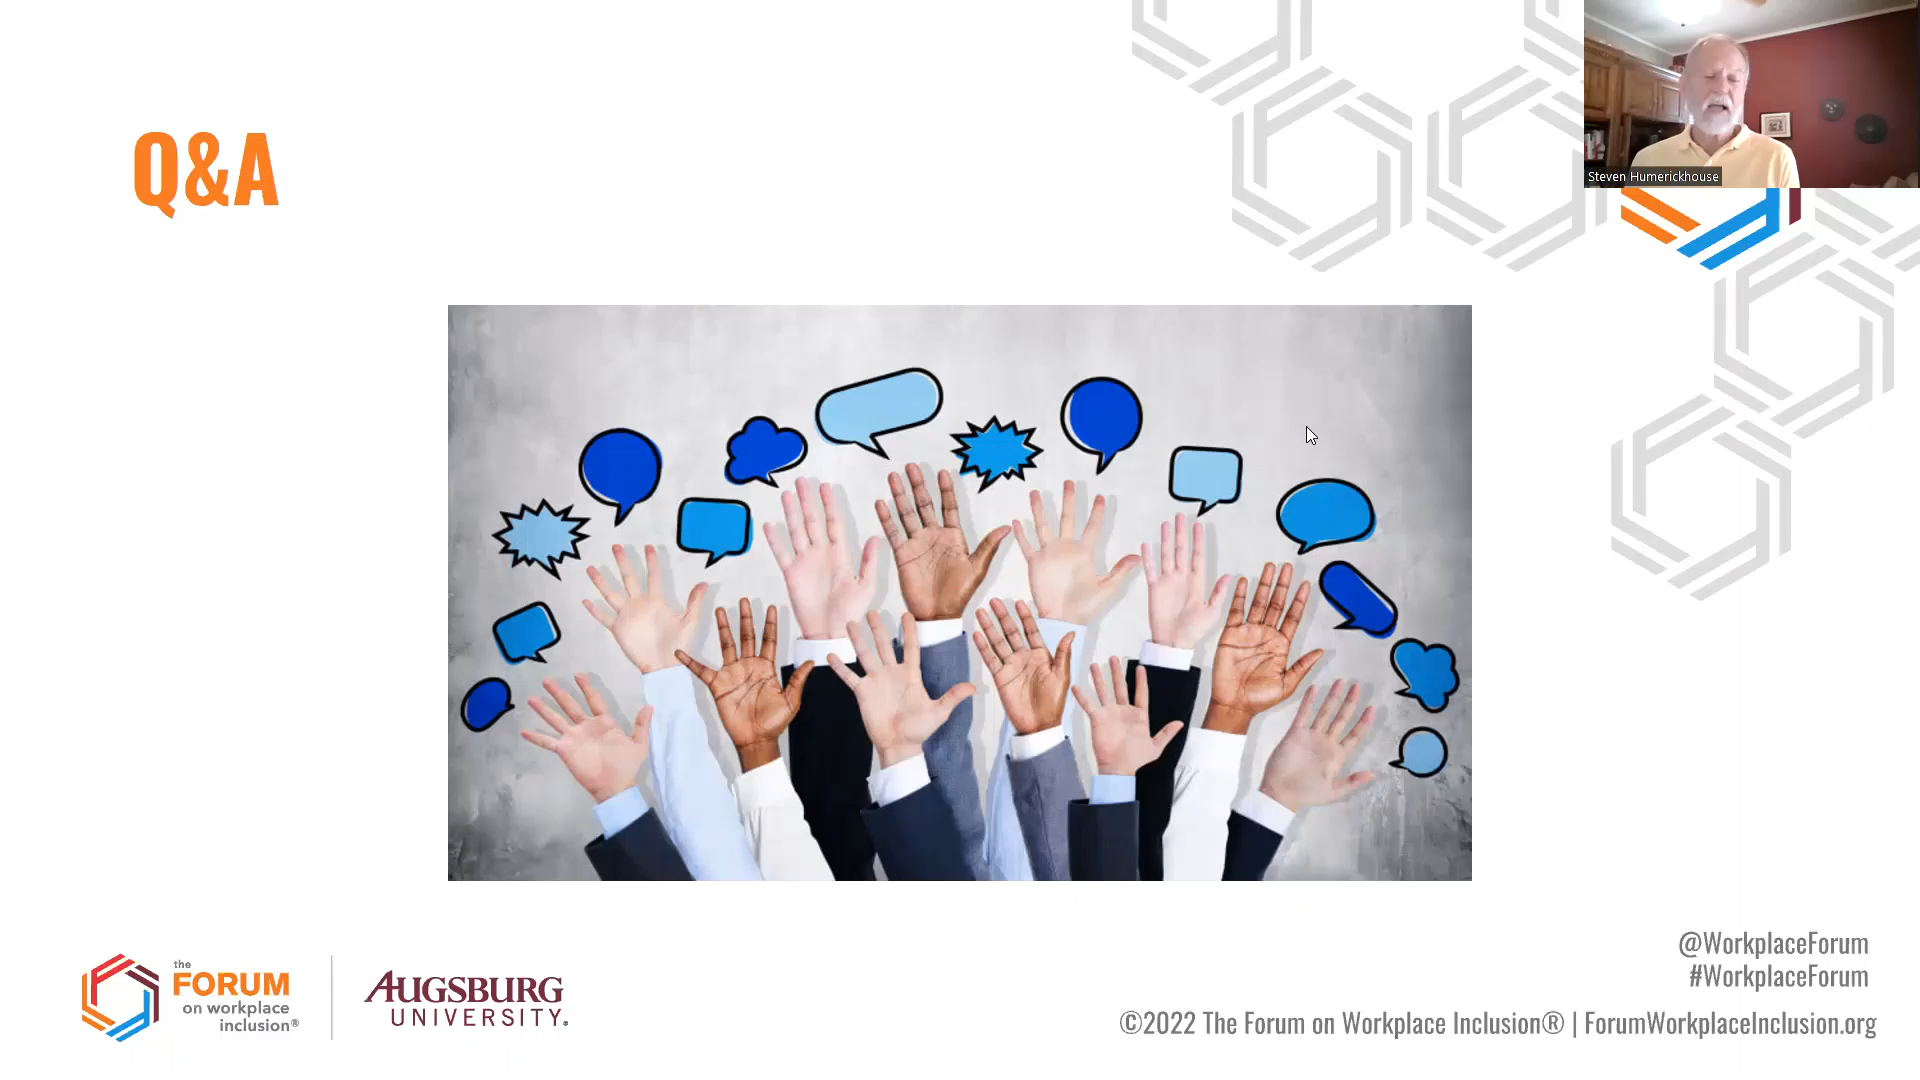 Q&A
Steven Humerickhouse
the
FORUM
on workplace
inclusion®
AUGSBURG
UNIVERSITY®
@WorkplaceForum
#WorkplaceForum
©2022 The Forum on Workplace Inclusion® | ForumWorkplaceInclusion.org